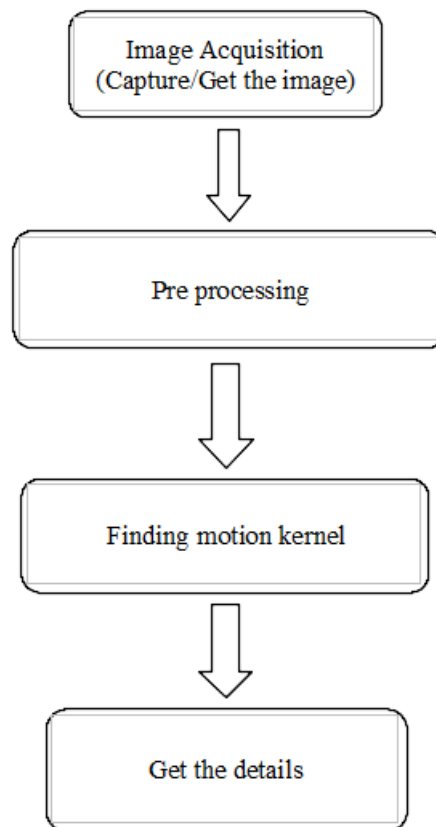 Image Acquisition
(Capture/Get the image)
Pre processing
Finding motion kernel
Get the details